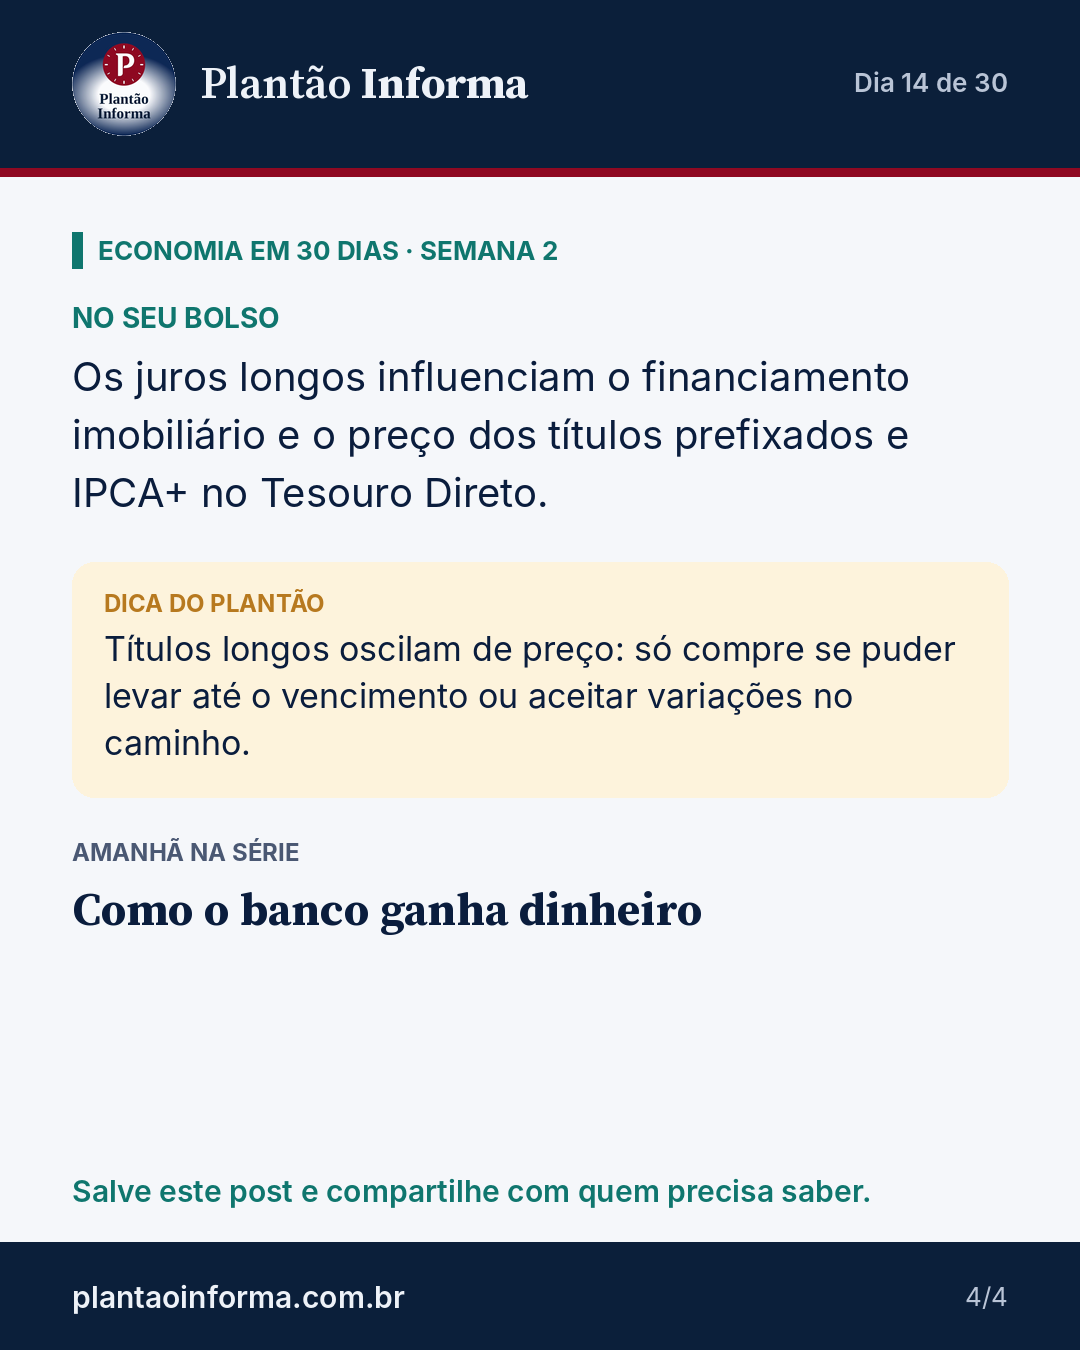 P
Plantão
Informa
Plantão Informa
Dia 14 de 30
ECONOMIA EM 30 DIAS · SEMANA 2
NO SEU BOLSO
Os juros longos influenciam o financiamento
imobiliário e o preço dos títulos prefixados e
IPCA+ no Tesouro Direto.
DICA DO PLANTÃO
Títulos longos oscilam de preço: só compre se puder
levar até o vencimento ou aceitar variações no
caminho.
AMANHÃ NA SÉRIE
Como o banco ganha dinheiro
Salve este post e compartilhe com quem precisa saber.
plantaoinforma.com.br
4/4